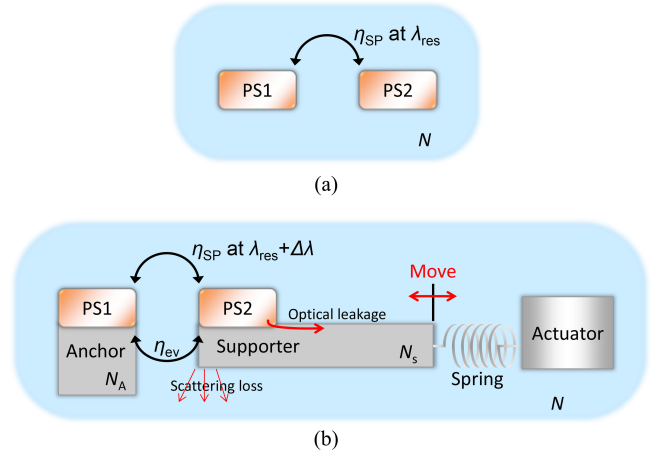 ηSP at λres
PS1
PS2
N
(a)
ηSP at λres+Δλ
Move
PS1
PS2
Optical leakage
Actuator
Anchor
ηev
Supporter
Ns
Spring
NA
Scattering loss
N
(b)